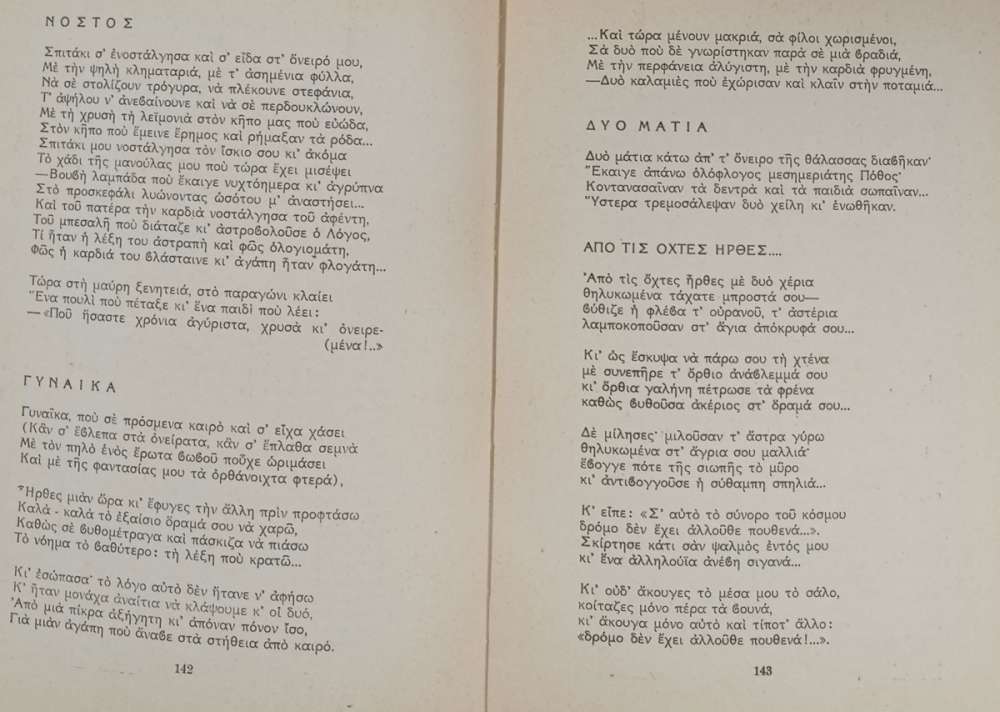 ΝΟΣΤΟΣ
Σπιτάκι σ' ἐνοστάλγησα καὶ σ' εἶδα στ' ὄνειρό μου,
Μὲ τὴν ψηλὴ κληματαριά, μὲ τ' ἀσημένια φύλλα,
Νὰ σὲ στολίζουν τρόγυρα, νὰ πλέκουνε στεφάνια,
Τ' ἁψήλου ν' ἀνεβαίνουνε καὶ νὰ σὲ περδουκλώνουν,
Μὲ τὴ χρυσὴ τὴ λεϊμονιὰ στὸν κῆπο μας ποὺ εὐώδα,
Στὸν κῆπο ποὺ ἔμεινε ἔρημος καὶ ρήμαξαν τὰ ρόδα...
Σπιτάκι μου νοστάλγησα τὸν ἴσκιο σου κι' ἀκόμα
Τὸ χάδι τῆς μανούλας μου ποὺ τώρα ἔχει μισέψει
—Βουβὴ λαμπάδα ποὺ ἔκαιγε νυχτόημερα κι' ἀγρύπνα
Στὸ προσκεφάλι λυώνοντας ὡσότου μ' ἀναστήσει...
Καὶ τοῦ πατέρα τὴν καρδιὰ νοστάλγησα τοῦ ἀφέντη,
Τοῦ μπεσαλῆ ποὺ διάταζε κι' ἀστροβολοῦσε ὁ Λόγος,
Τί ἦταν ἡ λέξη του ἀστραπὴ καὶ φῶς ὁλογιομάτη,
Φῶς ἡ καρδιά του βλάσταινε κι' ἀγάπη ἦταν φλογάτη...
Τώρα στὴ μαύρη ξενητειά, στὸ παραγώνι κλαίει
Ἕνα πουλὶ ποὺ πέταξε κι' ἕνα παιδὶ ποὺ λέει:
—«Ποῦ ἤσαστε χρόνια ἀγύριστα, χρυσὰ κι' ὀνειρε-
(μένα!..»
ΓΥΝΑΙΚΑ
Γυναῖκα, ποὺ σὲ πρόσμενα καιρὸ καὶ σ' εἶχα χάσει
(Κἂν σ' ἔβλεπα στὰ ὀνείρατα, κἂν σ' ἔπλαθα σεμνὰ
Μὲ τὸν πηλὸ ἑνὸς ἔρωτα βωβοῦ ποὖχε ὡριμάσει
Καὶ μὲ τῆς φαντασίας μου τὰ ὀρθάνοιχτα φτερά),
Ἦρθες μιὰν ὥρα κι' ἔφυγες τὴν ἄλλη πρὶν προφτάσω
Καλὰ - καλὰ τὸ ἐξαίσιο ὅραμά σου νὰ χαρῶ,
Καθὼς σὲ βυθομέτραγα καὶ πάσκιζα νὰ πιάσω
Τὸ νόημα τὸ βαθύτερο: τὴ λέξη ποὺ κρατῶ...
Κι' ἐσώπασα· τὸ λόγο αὐτὸ δὲν ἤτανε ν' ἀφήσω
Κ' ἦταν μονάχα ἀναίτια νὰ κλάψουμε κ' οἱ δυό,
Ἀπὸ μιὰ πίκρα ἀξήγητη κι' ἀπόναν πόνον ἴσο,
Γιὰ μιὰν ἀγάπη ποὺ ἄναβε στὰ στήθεια ἀπὸ καιρό.
142
...Καὶ τώρα μένουν μακριά, σὰ φίλοι χωρισμένοι,
Σὰ δυὸ ποὺ δὲ γνωρίστηκαν παρὰ σὲ μιὰ βραδιά,
Μὲ τὴν περφάνεια ἀλύγιστη, μὲ τὴν καρδιὰ φρυγμένη,
—Δυὸ καλαμιὲς ποὺ ἐχώρισαν καὶ κλαῖν στὴν ποταμιά...
ΔΥΟ ΜΑΤΙΑ
Δυὸ μάτια κάτω ἀπ' τ' ὄνειρο τῆς θάλασσας διαβῆκαν·
Ἔκαιγε ἀπάνω ὁλόφλογος μεσημεριάτης Πόθος·
Κοντανασαῖναν τὰ δεντρὰ καὶ τὰ παιδιὰ σωπαῖναν...
Ὕστερα τρεμοσάλεψαν δυὸ χείλη κι' ἑνωθῆκαν.
ΑΠΟ ΤΙΣ ΟΧΤΕΣ ΗΡΘΕΣ....
Ἀπὸ τὶς ὄχτες ἦρθες μὲ δυὸ χέρια
θηλυκωμένα τάχατε μπροστά σου—
βύθιζε ἡ φλέβα τ' οὐρανοῦ, τ' ἀστέρια
λαμποκοποῦσαν στ' ἅγια ἀπόκρυφά σου...
Κι' ὡς ἔσκυψα νὰ πάρω σου τὴ χτένα
μὲ συνεπῆρε τ' ὄρθιο ἀνάβλεμμά σου
κι' ὄρθια γαλήνη πέτρωσε τὰ φρένα
καθὼς βυθοῦσα ἀκέριος στ' ὅραμά σου...
Δὲ μίλησες· μιλοῦσαν τ' ἄστρα γύρω
θηλυκωμένα στ' ἄγρια σου μαλλιά·
ἔβογγε πότε τῆς σιωπῆς τὸ μῦρο
κι' ἀντιβογγοῦσε ἡ σύθαμπη σπηλιά...
Κ' εἶπε: «Σ' αὐτὸ τὸ σύνορο τοῦ κόσμου
δρόμο δὲν ἔχει ἀλλοῦθε πουθενά...».
Σκίρτησε κάτι σὰν ψαλμὸς ἐντός μου
κι' ἕνα ἀλληλούϊα ἀνέβη σιγανά...
Κι' οὐδ' ἄκουγες τὸ μέσα μου τὸ σάλο,
κοίταζες μόνο πέρα τὰ βουνά,
κι' ἄκουγα μόνο αὐτὸ καὶ τίποτ' ἄλλο:
«δρόμο δὲν ἔχει ἀλλοῦθε πουθενά!...».
143